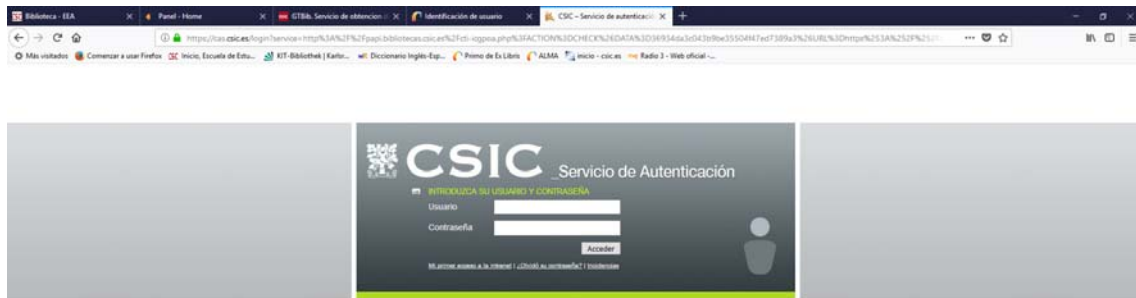 Biblioteca - EEA
Panel - Home
GTBib. Servicio de obtencion
Identificación de usuario
CSIC – Servicio de autenticació
Más visitados
Comenzar a usar Firefox
Inicio, Escuela de Estu...
KIT-Bibliothek | Karls...
Diccionario Inglés-Esp...
Primo de Ex Libris
ALMA
inicio - csic.es
Radio 3 - Web oficial -...
CSIC _Servicio de Autenticación
INTRODUZCA SU USUARIO Y CONTRASEÑA
Usuario
Contraseña
Acceder
Mi primer acceso a la intranet | ¿Olvidó su contraseña? | Incidencias